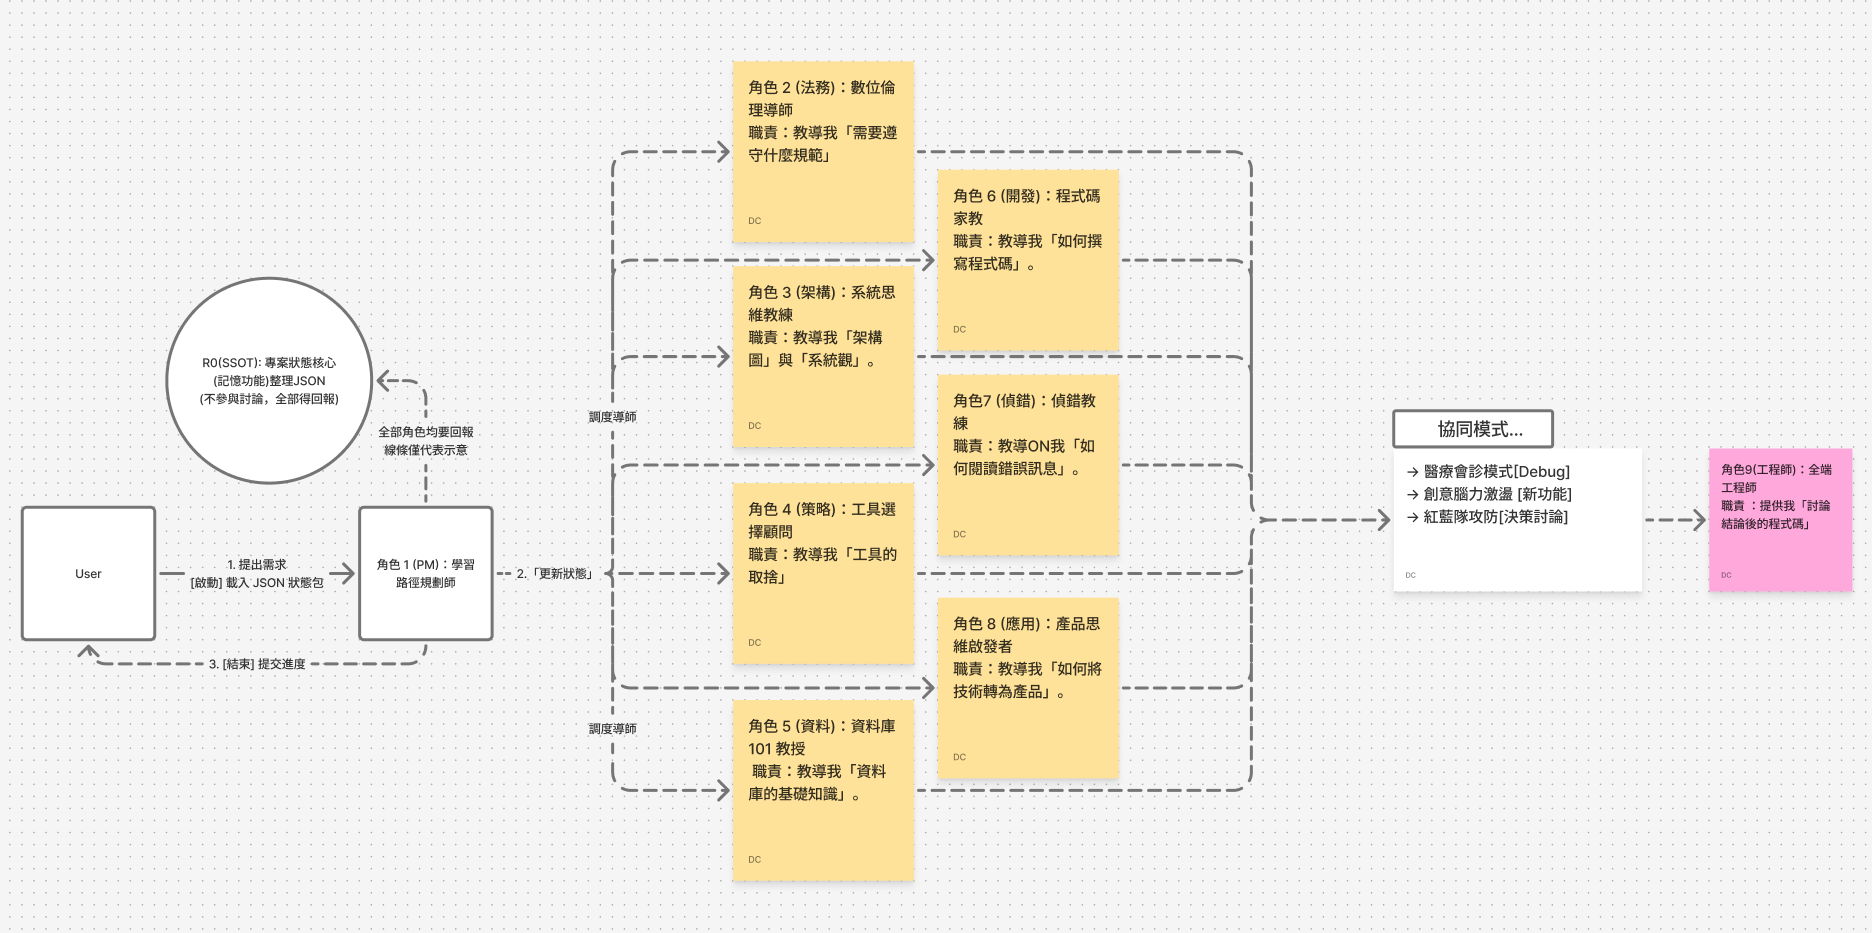 R0(SSOT): 專案狀態核心
(記憶功能)整理JSON
(不參與討論，全部得回報)
全部角色均要回報
線條僅代表示意
User
1. 提出需求
[啟動] 載入 JSON 狀態包
角色 1 (PM)：學習
路徑規劃師
2.「更新狀態」
3. [結束] 提交進度
調度導師
調度導師
角色 2 (法務)：數位倫
理導師
職責：教導我「需要遵
守什麼規範」
DC
角色 6 (開發)：程式碼
家教
職責：教導我「如何撰
寫程式碼」。
DC
角色 3 (架構)：系統思
維教練
職責：教導我「架構
圖」與「系統觀」。
DC
角色7 (偵錯)：偵錯教
練
職責：教導ON我「如
何閱讀錯誤訊息」。
DC
角色 4 (策略)：工具選
擇顧問
職責：教導我「工具的
取捨」
DC
角色 8 (應用)：產品思
維啟發者
職責：教導我「如何將
技術轉為產品」。
DC
角色 5 (資料)：資料庫
101 教授
職責：教導我「資料
庫的基礎知識」。
DC
協同模式...
→ 醫療會診模式[Debug]
→ 創意腦力激盪 [新功能]
→ 紅藍隊攻防[決策討論]
DC
角色9(工程師)：全端
工程師
職責 ：提供我「討論
結論後的程式碼」
DC